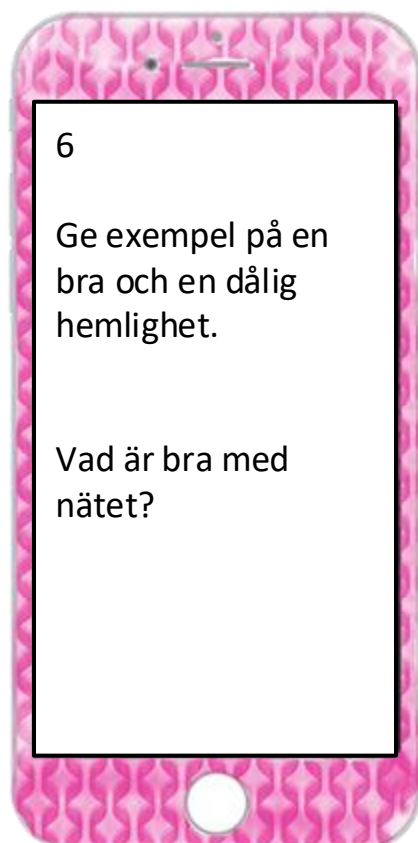 6
Ge exempel på en
bra och en dålig
hemlighet.
Vad är bra med
nätet?